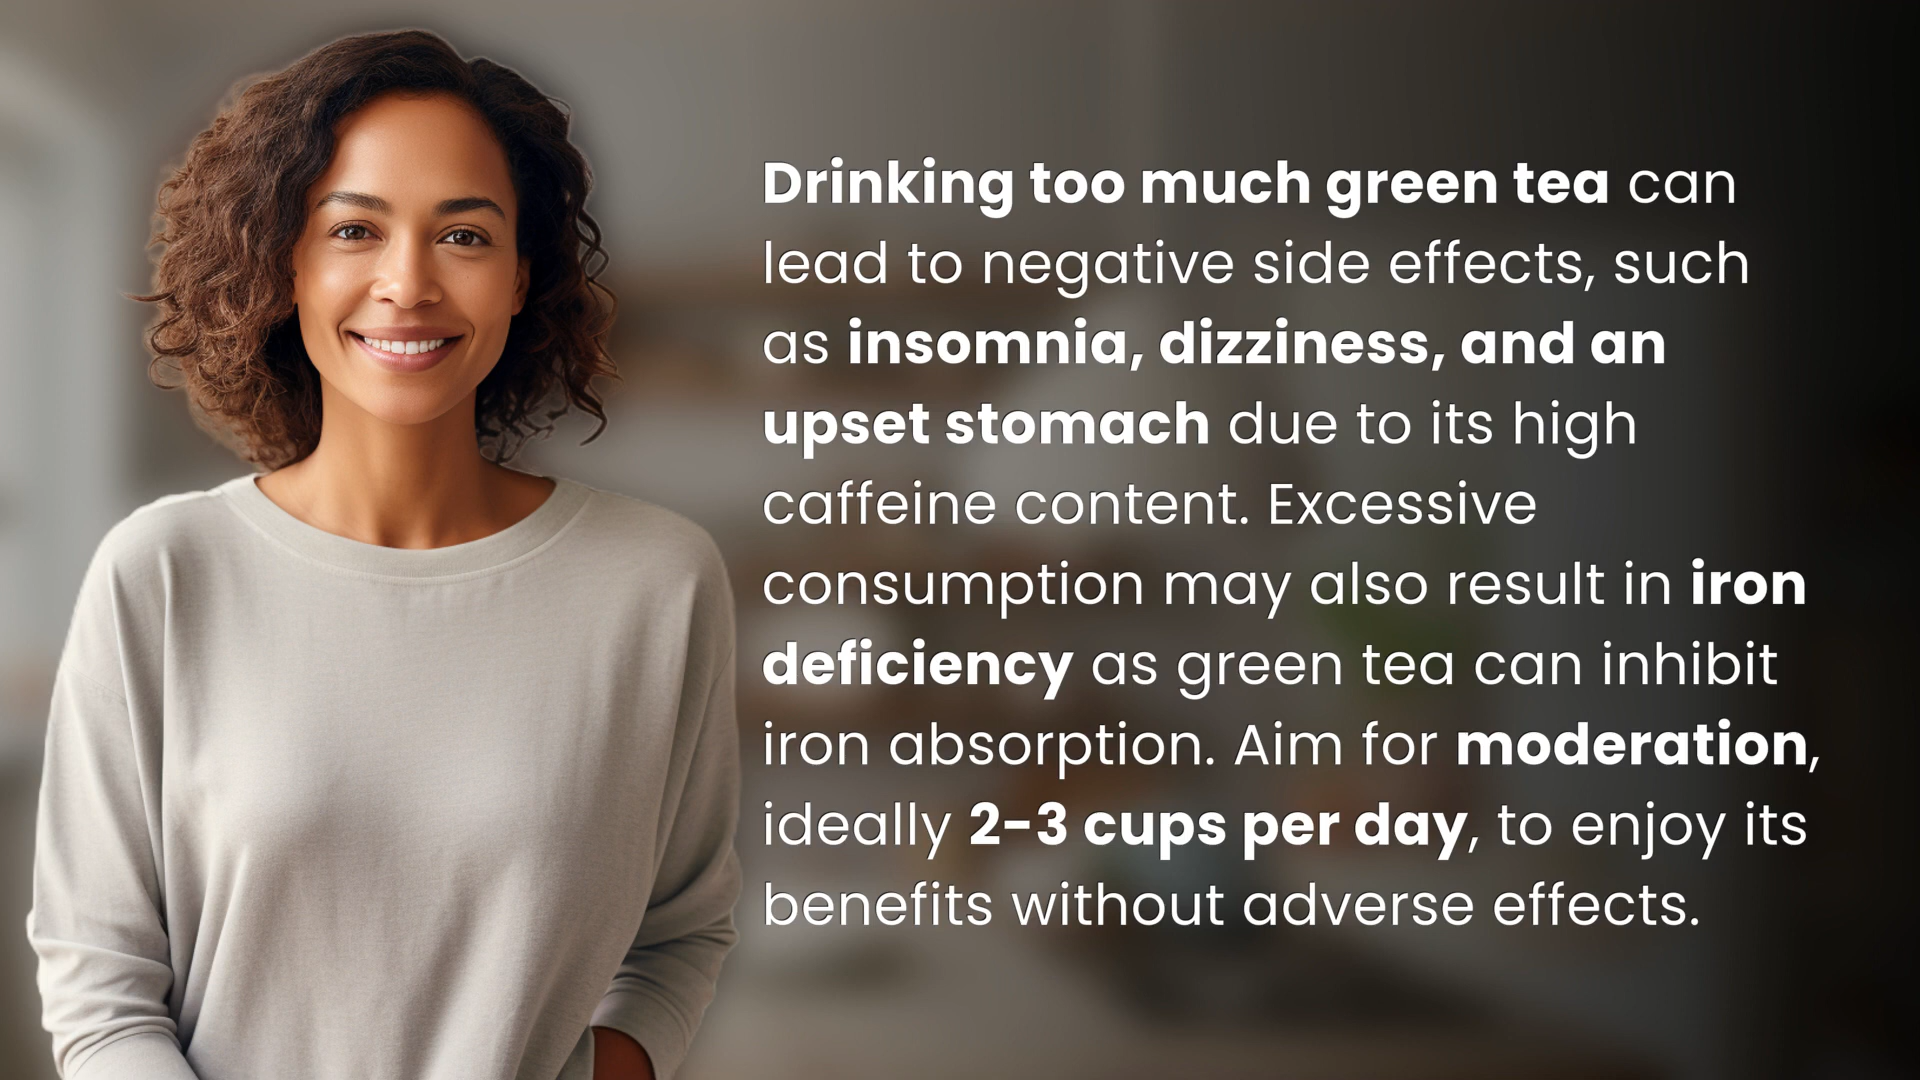 Drinking too much green tea can
lead to negative side effects, such
as insomnia, dizziness, and an
upset stomach due to its high
caffeine content. Excessive
consumption may also result in iron
deficiency as green tea can inhibit
iron absorption. Aim for moderation,
ideally 2-3 cups per day, to enjoy its
benefits without adverse effects.